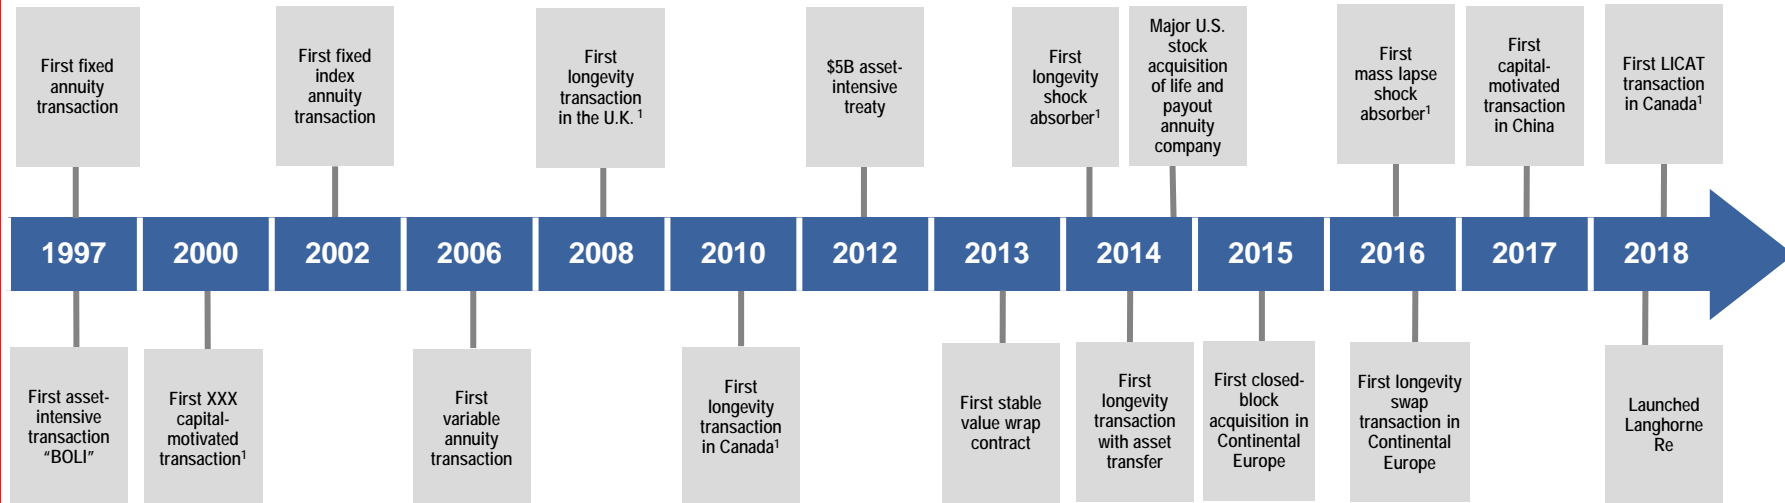 First fixed
annuity
transaction
First fixed
index
annuity
transaction
First
longevity
transaction
in the U.K. 1
$5B asset-
intensive
treaty
First
longevity
shock
absorber1
Major U.S.
stock
acquisition
of life and
payout
annuity
company
First
mass lapse
shock
absorber1
First
capital-
motivated
transaction
in China
First LICAT
transaction
in Canada1
1997
2000
2002
2006
2008
2010
2012
2013
2014
2015
2016
2017
2018
First asset-
intensive
transaction
“BOLI”
First XXX
capital-
motivated
transaction1
First
variable
annuity
transaction
First
longevity
transaction
in Canada1
First stable
value wrap
contract
First
longevity
transaction
with asset
transfer
First closed-
block
acquisition in
Continental
Europe
First longevity
swap
transaction in
Continental
Europe
Launched
Langhorne
Re